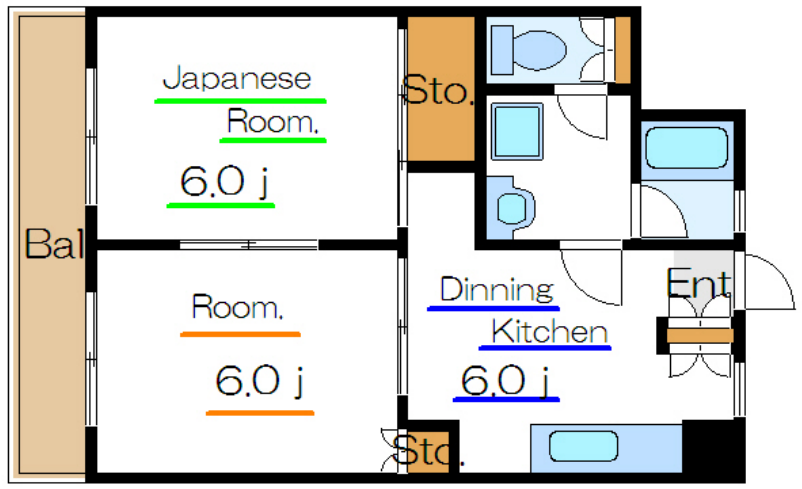 Japanese
Room.
6.0 j
Sto.
Bal
Room.
6.0 j
Dinning
Kitchen
6.0 j
Ent
Sto.